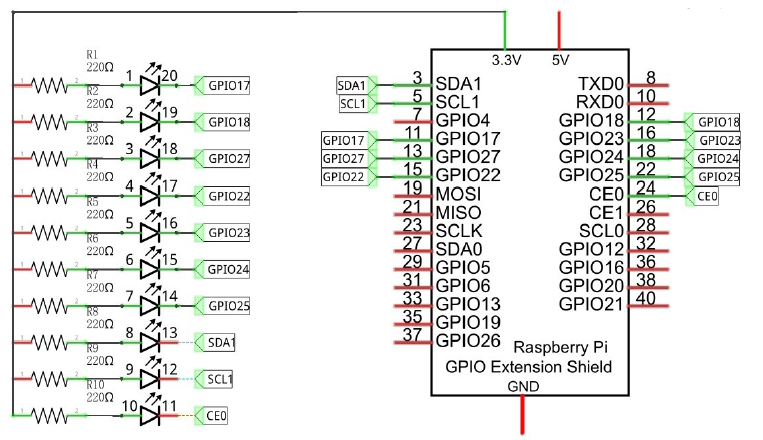 3.3V 5V
R1
220Ω
1 20 GPIO17
R2
220Ω
2 19 GPIO18
R3
220Ω
3 18 GPIO27
R4
220Ω
4 17 GPIO22
R5
220Ω
5 16 GPIO23
R6
220Ω
6 15 GPIO24
R7
220Ω
7 14 GPIO25
R8
220Ω
8 13 SDA1
R9
220Ω
9 12 SCL1
R10
220Ω
10 11 CE0
SDA1 3 SDA1 TXD0 8
SCL1 5 SCL1 RXD0 10
7 GPIO4 GPIO18 12 GPIO18
GPIO17 11 GPIO17 GPIO23 16 GPIO23
GPIO27 13 GPIO27 GPIO24 18 GPIO24
GPIO22 15 GPIO22 GPIO25 22 GPIO25
19 MOSI CE0 24 CE0
21 MISO CE1 26
23 SCLK SCL0 28
27 SDA0 GPIO12 32
29 GPIO5 GPIO16 36
31 GPIO6 GPIO20 38
33 GPIO13 GPIO21 40
35 GPIO19
37 GPIO26
Raspberry Pi
GPIO Extension Shield
GND